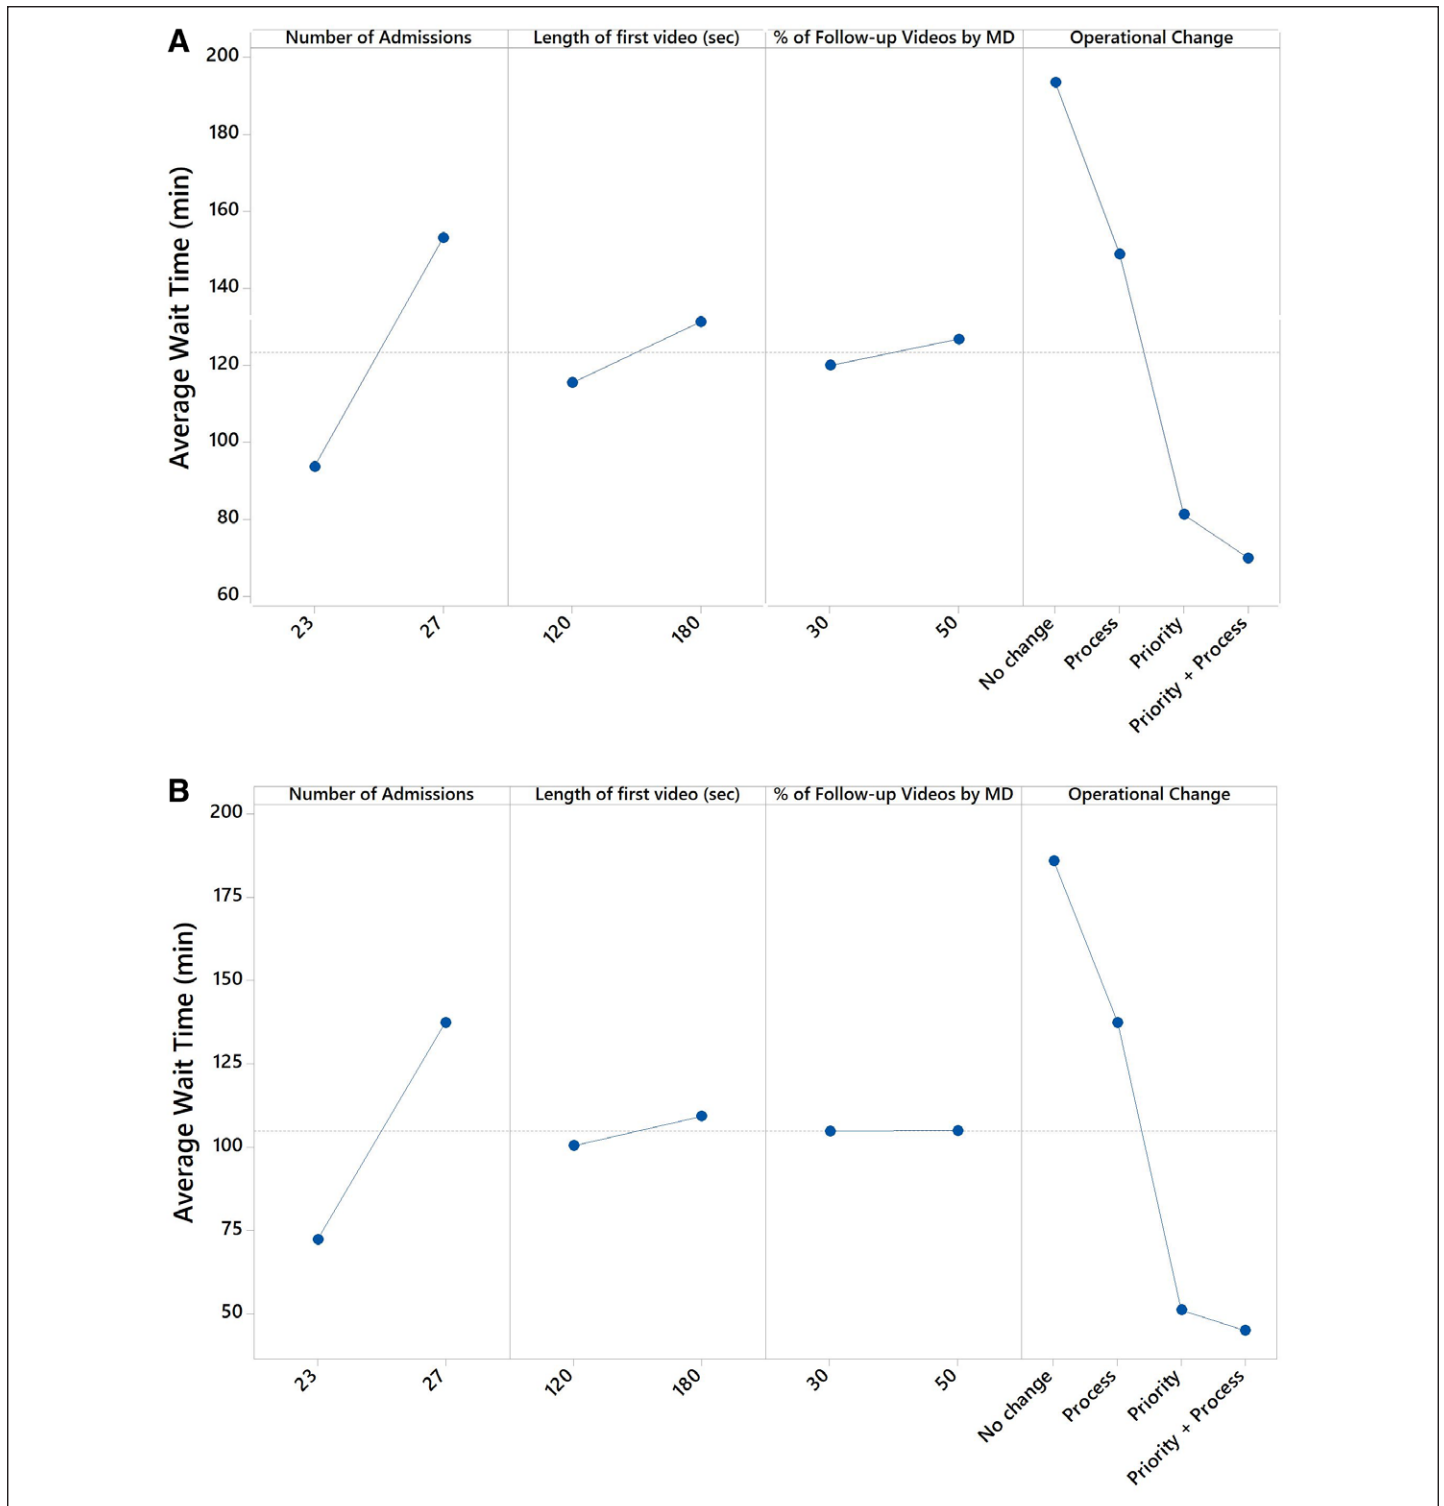 A
Number of Admissions
Length of first video (sec)
% of Follow-up Videos by MD
Operational Change
Average Wait Time (min)
200
180
160
140
120
100
80
60
23
27
120
180
30
50
No change
Process
Priority
Priority + Process
B
Number of Admissions
Length of first video (sec)
% of Follow-up Videos by MD
Operational Change
Average Wait Time (min)
200
175
150
125
100
75
50
23
27
120
180
30
50
No change
Process
Priority
Priority + Process